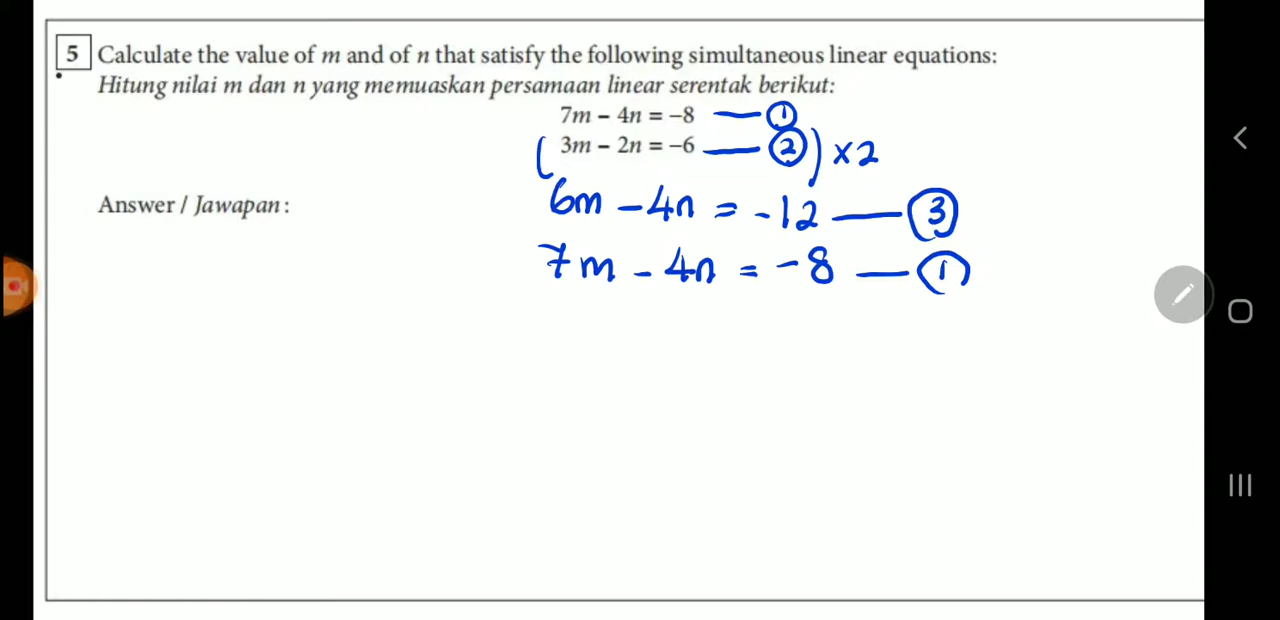 5 Calculate the value of m and of n that satisfy the following simultaneous linear equations:
Hitung nilai m dan n yang memuaskan persamaan linear serentak berikut:
7m – 4n = –8 — ①
( 3m – 2n = –6 — ② ) × 2
6m – 4n = -12 — ③
Answer / Jawapan :
7m - 4n = -8 — ①